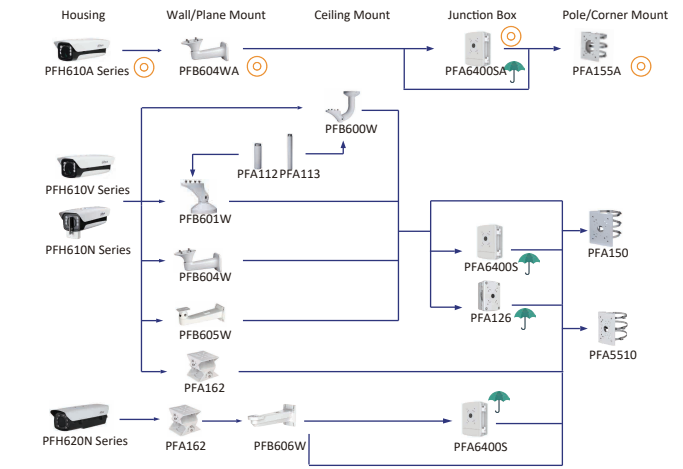 Housing Wall/Plane Mount Ceiling Mount Junction Box Pole/Corner Mount
PFH610A Series PFB604WA PFA6400SA PFA155A
PFB600W
PFA112 PFA113
PFH610V Series
PFB601W
PFH610N Series
PFA6400S PFA150
PFB604W
PFA126
PFB605W
PFA5510
PFA162
PFH620N Series PFA162 PFB606W PFA6400S